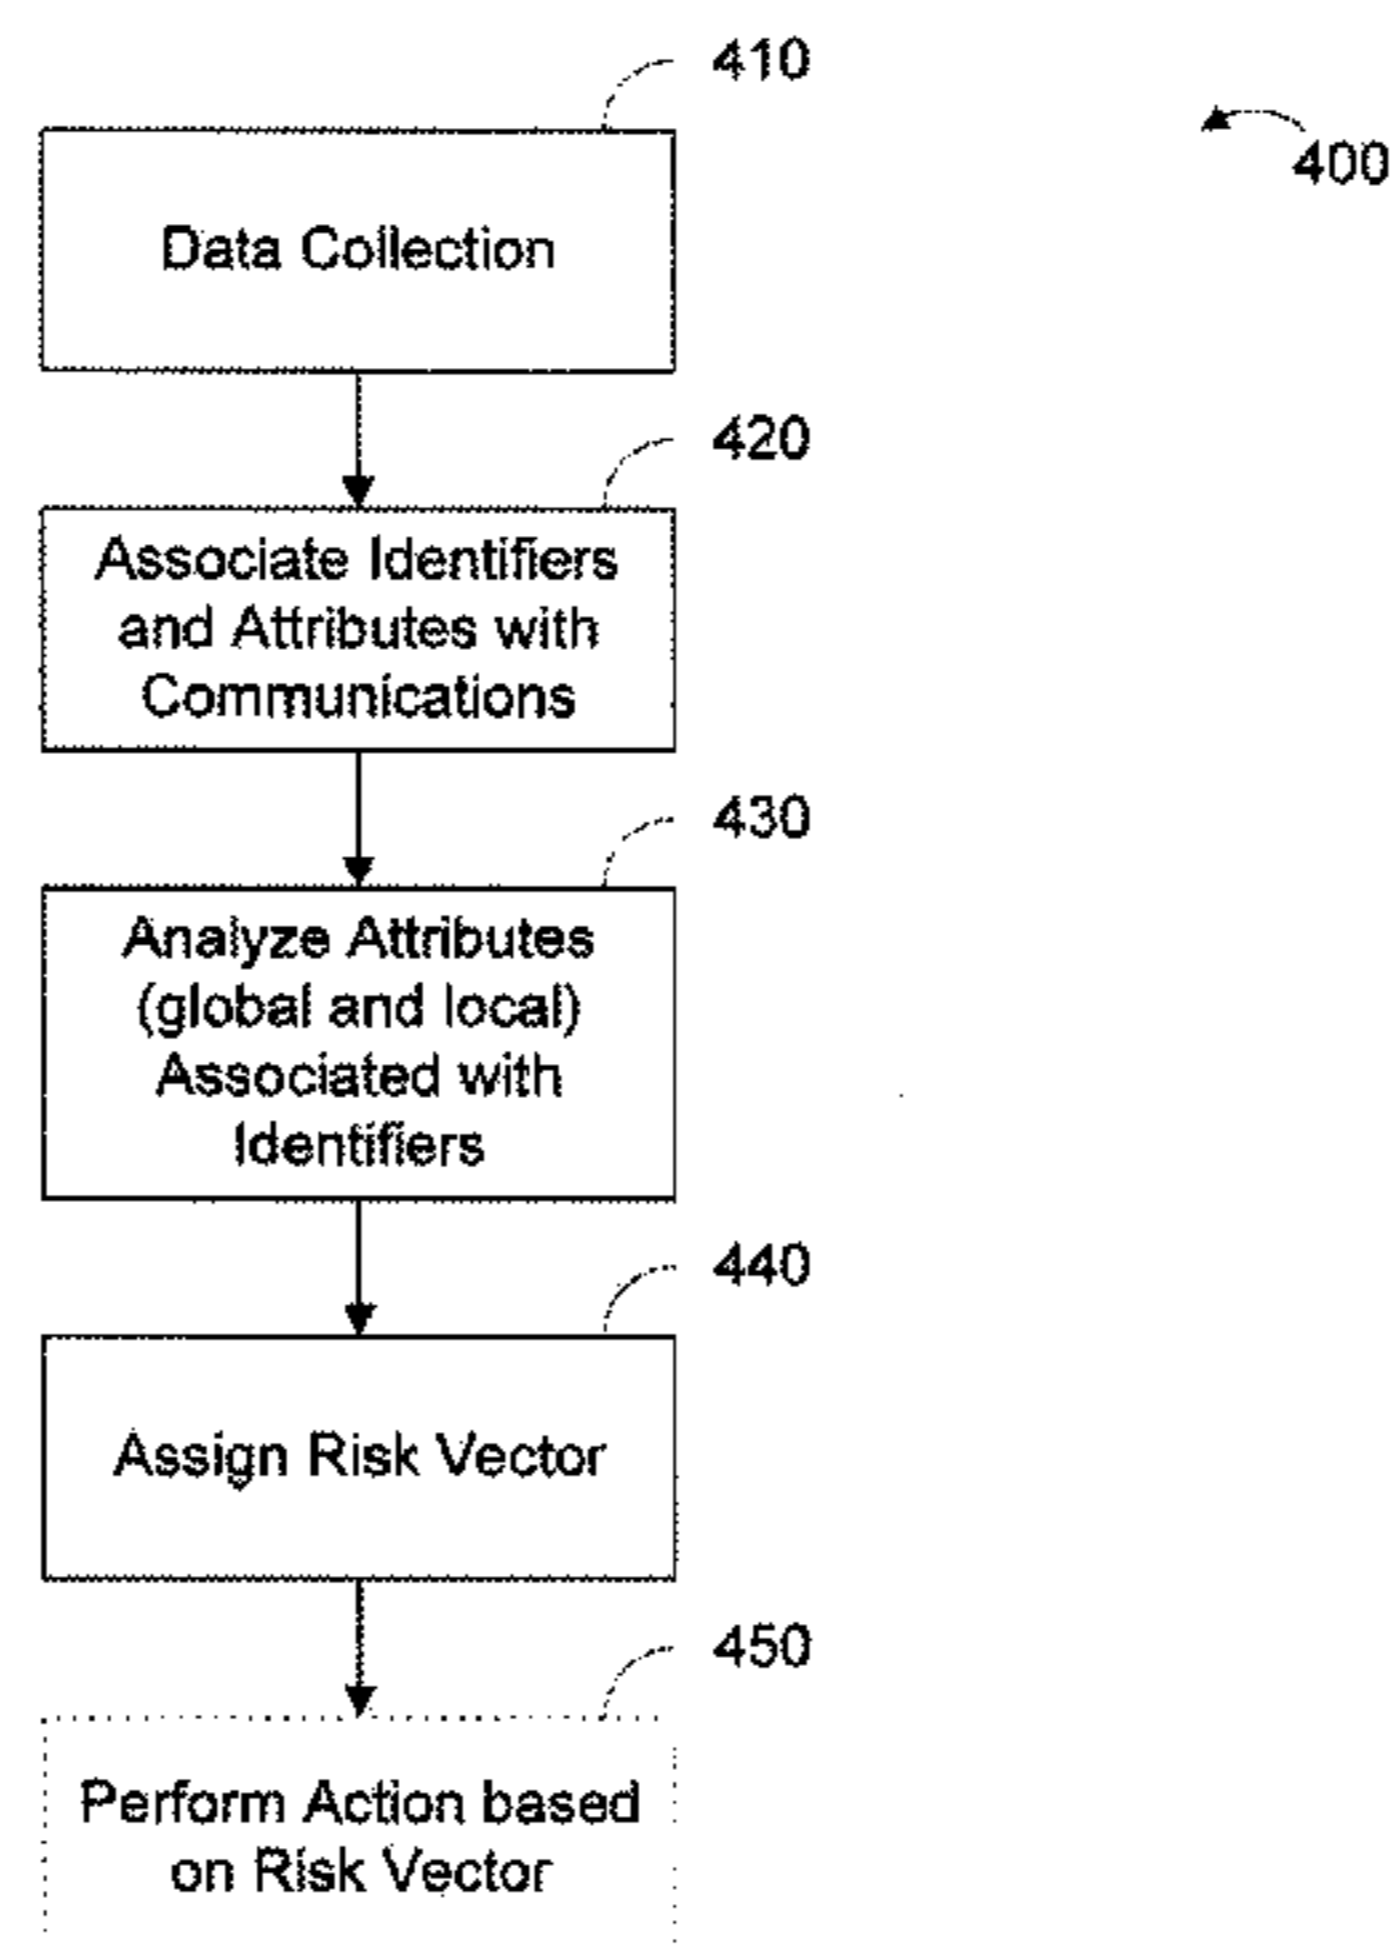 410
400
Data Collection
420
Associate Identifiers
and Attributes with
Communications
430
Analyze Attributes
(global and local)
Associated with
Identifiers
440
Assign Risk Vector
450
Perform Action based
on Risk Vector